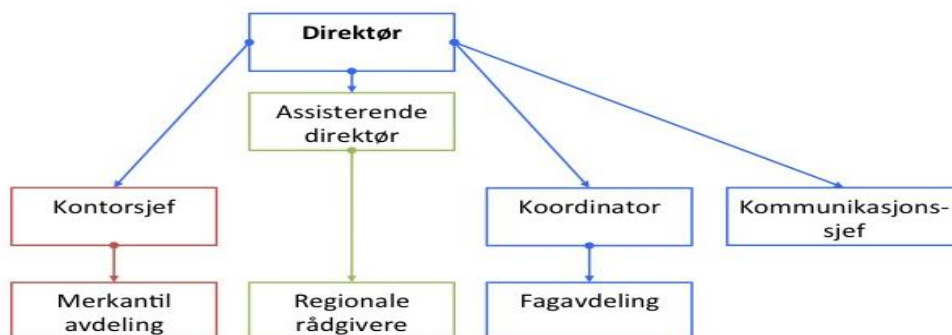 Direktør
Assisterende
direktør
Kontorsjef
Koordinator
Kommunikasjons-
sjef
Merkantil
avdeling
Regionale
rådgivere
Fagavdeling